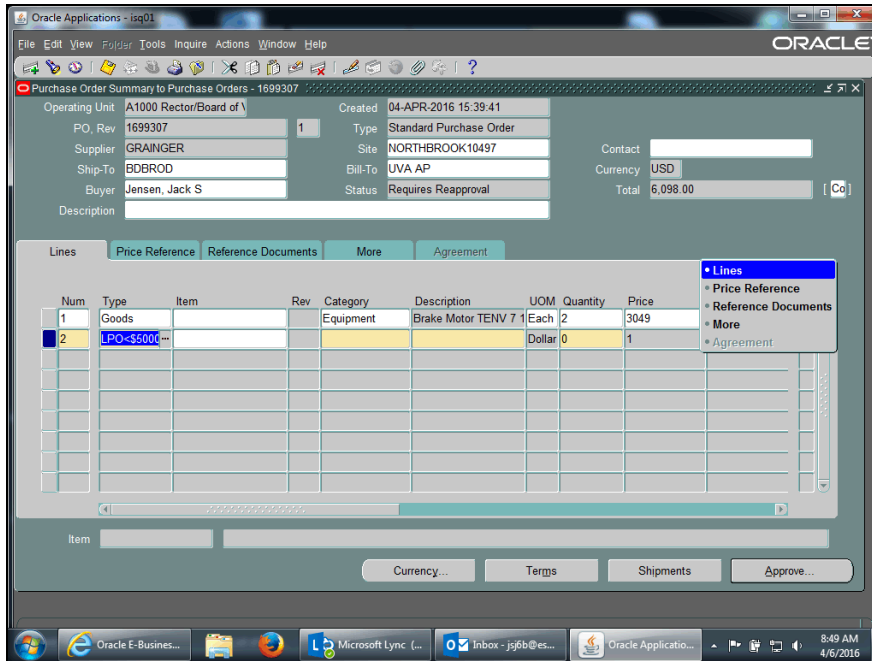 Oracle Applications - isq01
File Edit View Folder Tools Inquire Actions Window Help
ORACLE
Purchase Order Summary to Purchase Orders - 1699307
Operating Unit A1000 Rector/Board of V
Created 04-APR-2016 15:39:41
PO, Rev 1699307 1
Type Standard Purchase Order
Supplier GRAINGER
Site NORTHBROOK10497
Contact
Ship-To BDBROD
Bill-To UVA AP
Currency USD
Buyer Jensen, Jack S
Status Requires Reapproval
Total 6,098.00
[ Co ]
Description
Lines Price Reference Reference Documents More Agreement
Lines
Price Reference
Reference Documents
More
Agreement
Num Type Item Rev Category Description UOM Quantity Price
1 Goods Equipment Brake Motor TENV 7 1 Each 2 3049
2 LPO<$5000 ... Dollar 0 1
Item
Currency... Terms Shipments Approve...
Oracle E-Busines...
Microsoft Lync (...
Inbox - jsj6b@es...
Oracle Applicatio...
8:49 AM
4/6/2016